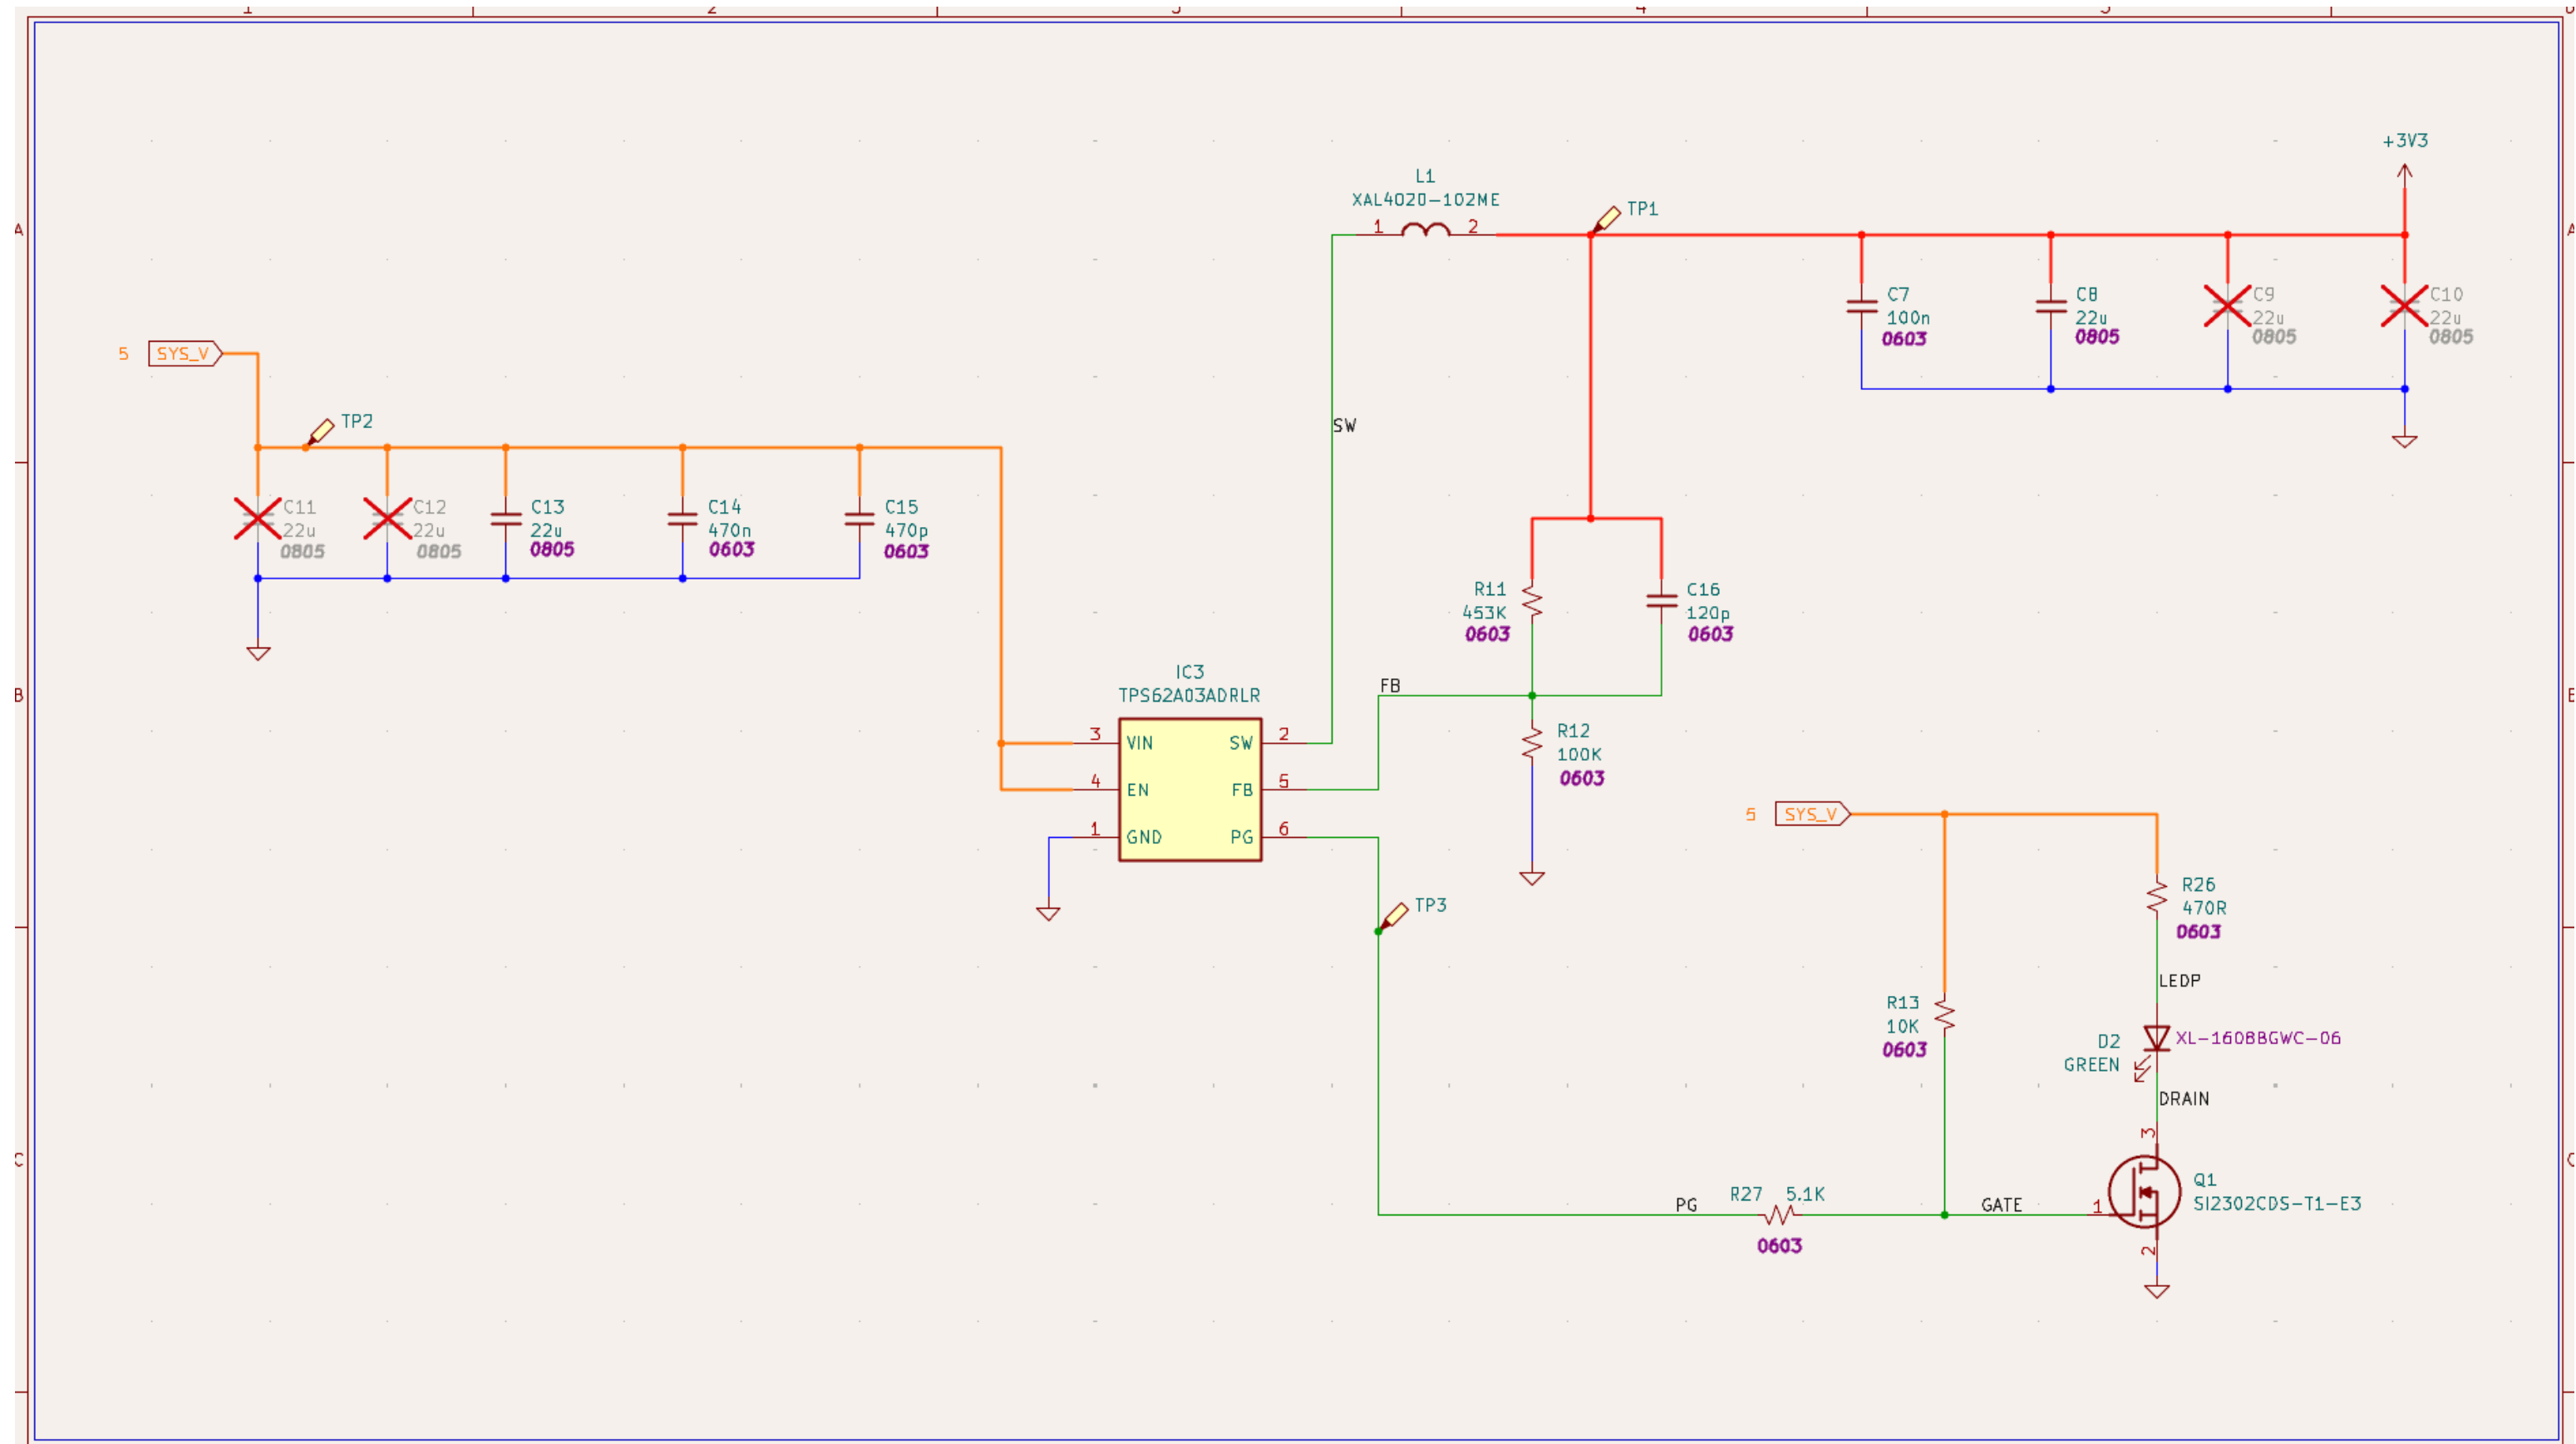 1 2 3 4 5 6
+3V3
L1
XAL4020-102ME
1 2
TP1
A
A
C7
100n
0603
C8
22u
0805
C9
22u
0805
C10
22u
0805
5 SYS_V
TP2
SW
C11
22u
0805
C12
22u
0805
C13
22u
0805
C14
470n
0603
C15
470p
0603
R11
453K
0603
C16
120p
0603
IC3
TPS62A03ADRLR
B
B
FB
R12
100K
0603
3 VIN SW 2
4 EN FB 5
1 GND PG 6
5 SYS_V
R26
470R
0603
TP3
LEDP
R13
10K
0603
D2
GREEN
XL-1608BGWC-06
DRAIN
3
C
C
Q1
SI2302CDS-T1-E3
PG
R27 5.1K
0603
GATE
1
2